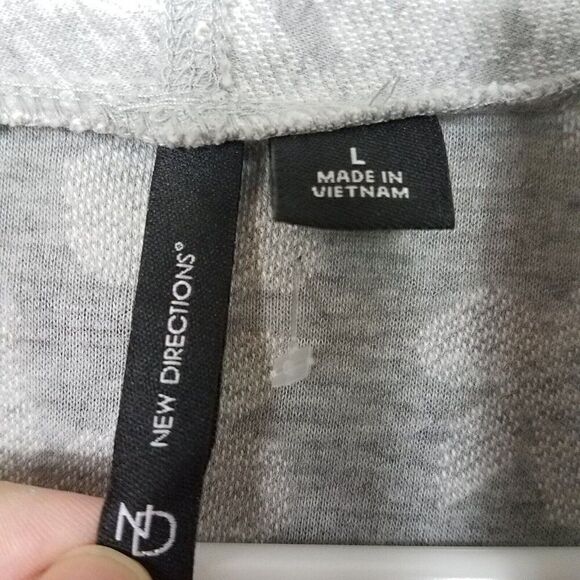 L
MADE IN
VIETNAM
NEW DIRECTIONS®
ND